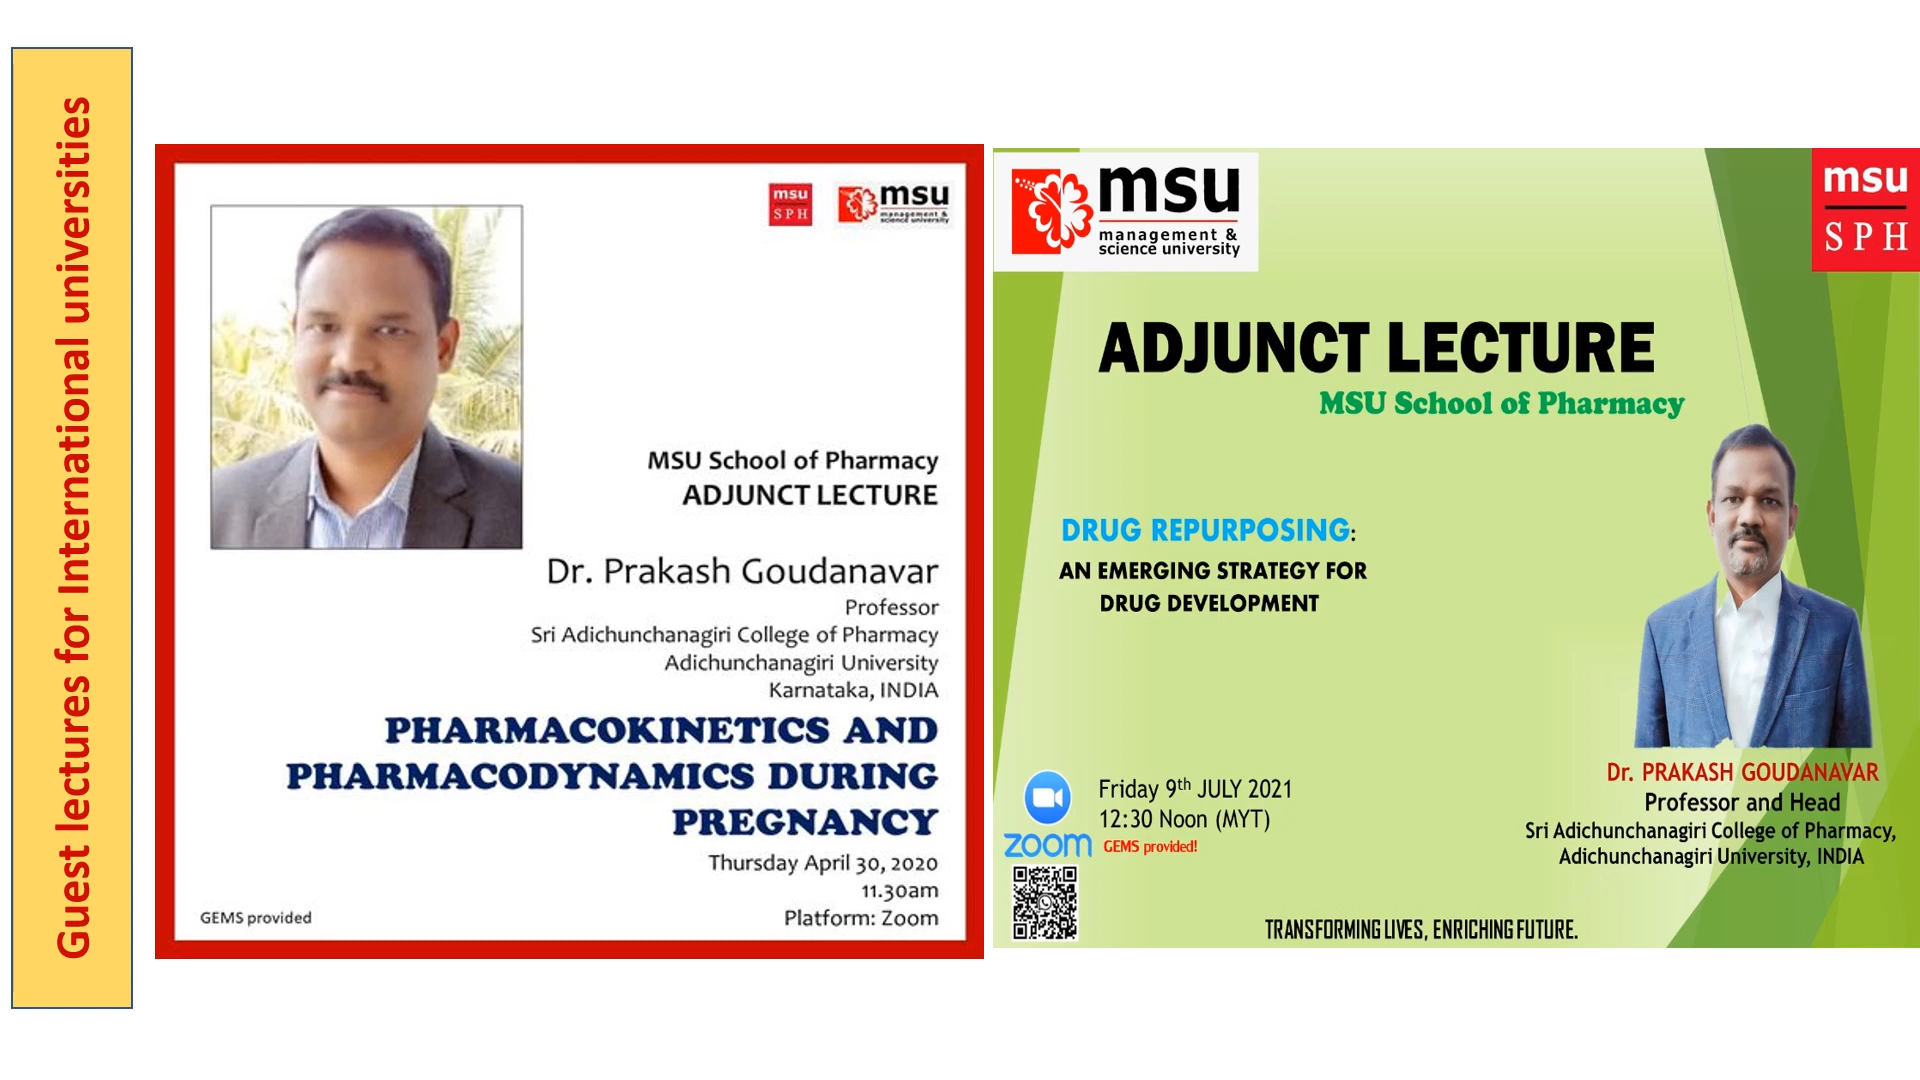 Guest lectures for International universities
msu
SPH
msu
management &
science university
MSU School of Pharmacy
ADJUNCT LECTURE
Dr. Prakash Goudanavar
Professor
Sri Adichunchanagiri College of Pharmacy
Adichunchanagiri University
Karnataka, INDIA
PHARMACOKINETICS AND
PHARMACODYNAMICS DURING
PREGNANCY
Thursday April 30, 2020
11.30am
Platform: Zoom
GEMS provided
msu
management &
science university
msu
SPH
ADJUNCT LECTURE
MSU School of Pharmacy
DRUG REPURPOSING:
AN EMERGING STRATEGY FOR
DRUG DEVELOPMENT
Dr. PRAKASH GOUDANAVAR
Professor and Head
Sri Adichunchanagiri College of Pharmacy,
Adichunchanagiri University, INDIA
Friday 9th JULY 2021
12:30 Noon (MYT)
zoom
GEMS provided!
TRANSFORMING LIVES, ENRICHING FUTURE.